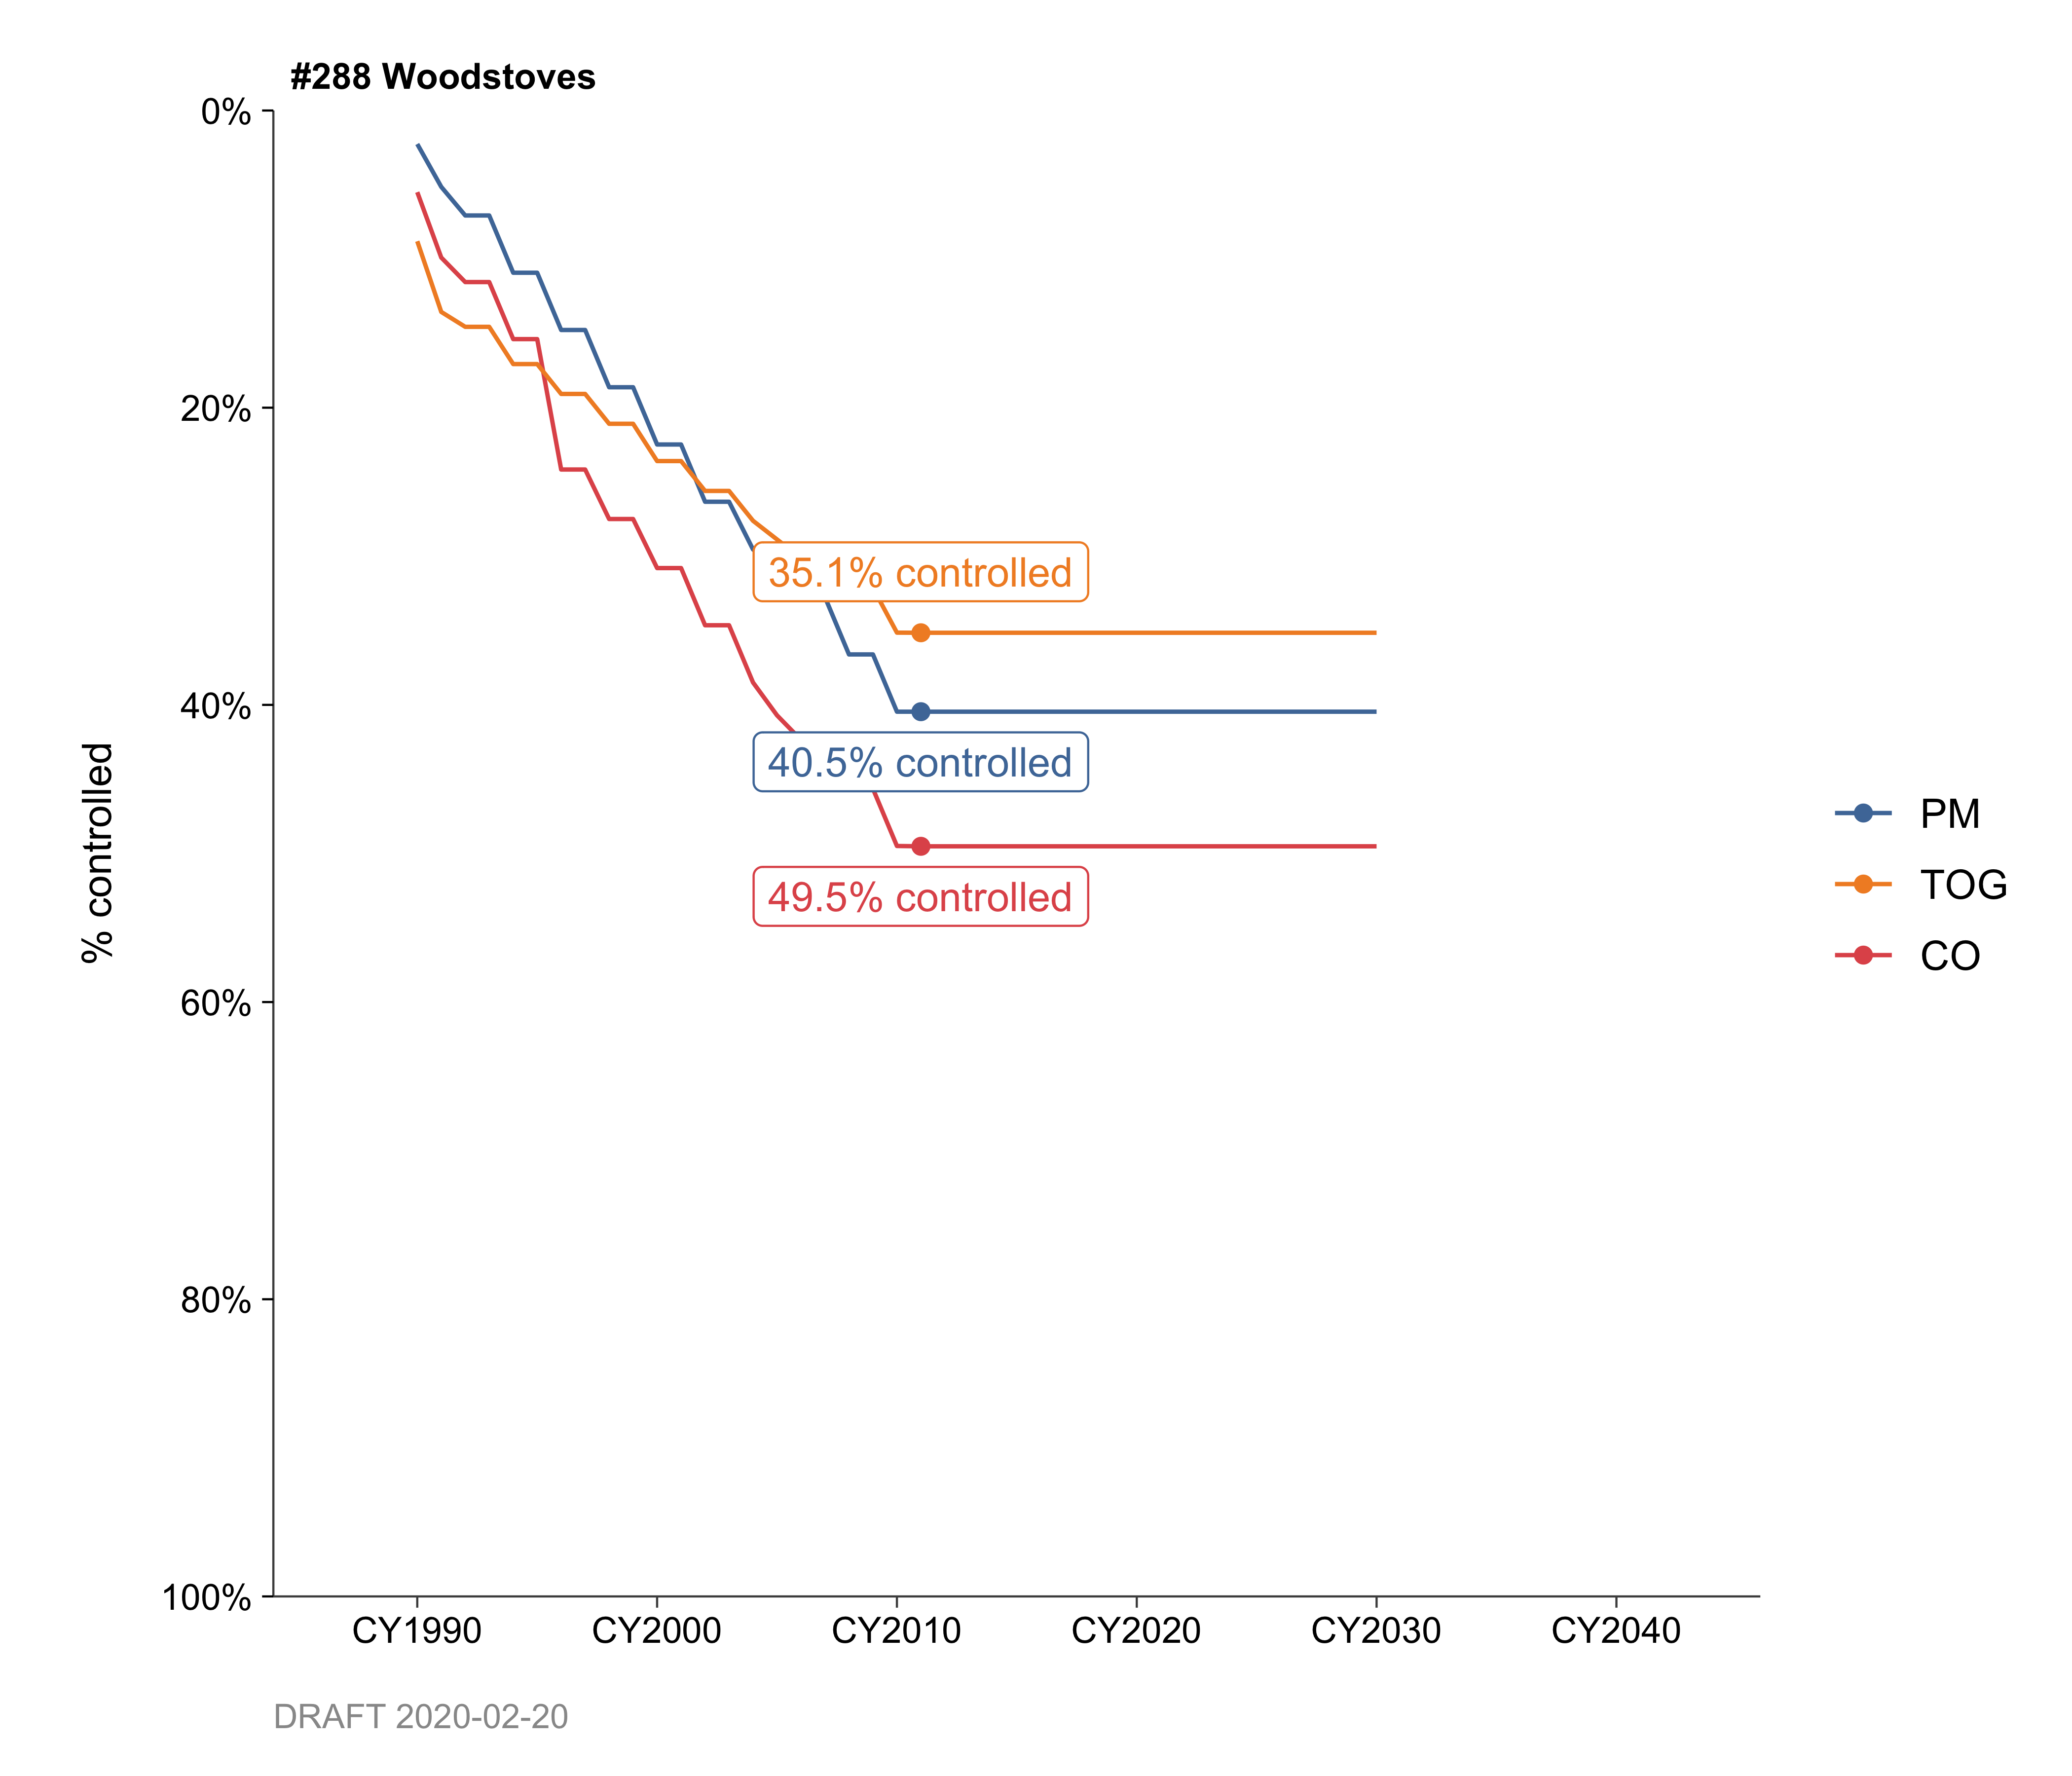 #288 Woodstoves
0%
20%
40%
60%
80%
100%
% controlled
35.1% controlled
40.5% controlled
49.5% controlled
PM
TOG
CO
CY1990 CY2000 CY2010 CY2020 CY2030 CY2040
DRAFT 2020-02-20